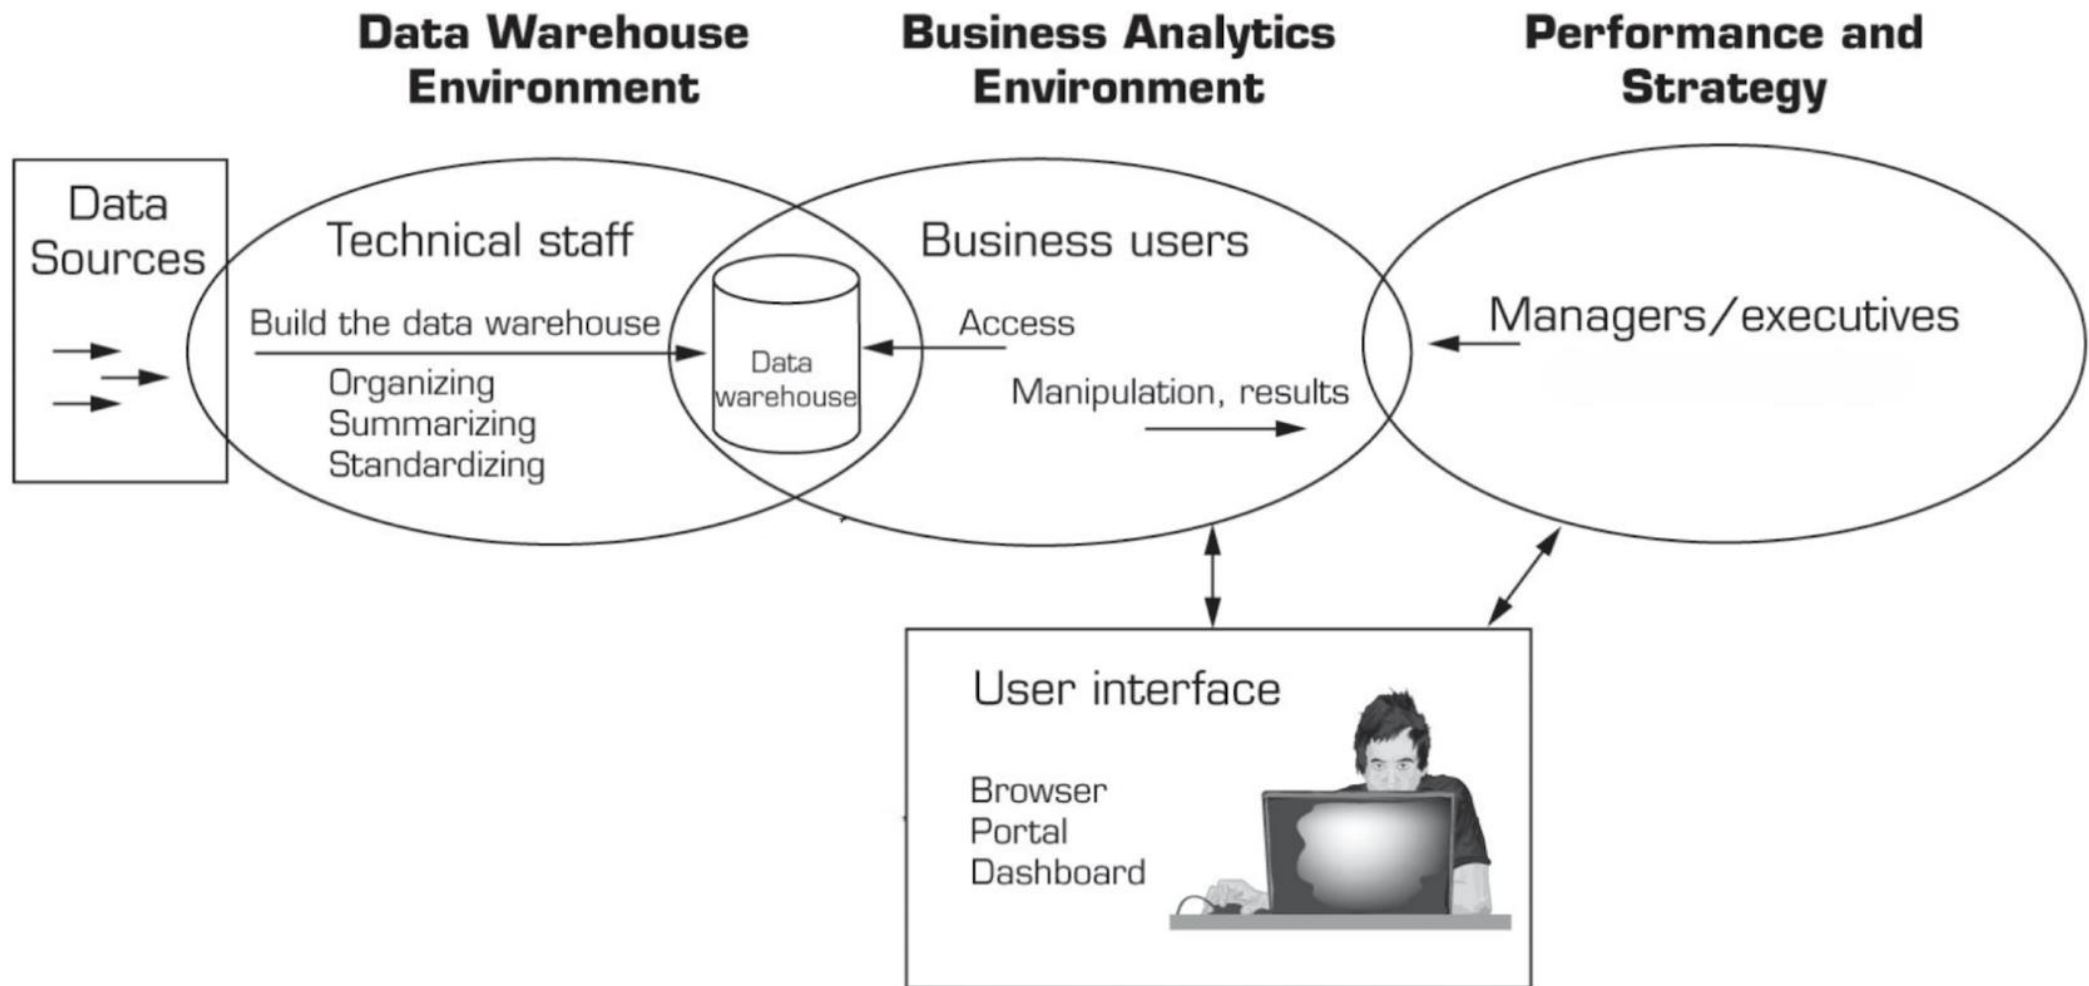 Data Warehouse
Environment
Business Analytics
Environment
Performance and
Strategy
Data
Sources
Technical staff
Build the data warehouse
Organizing
Summarizing
Standardizing
Data
warehouse
Business users
Access
Manipulation, results
Managers/executives
User interface
Browser
Portal
Dashboard